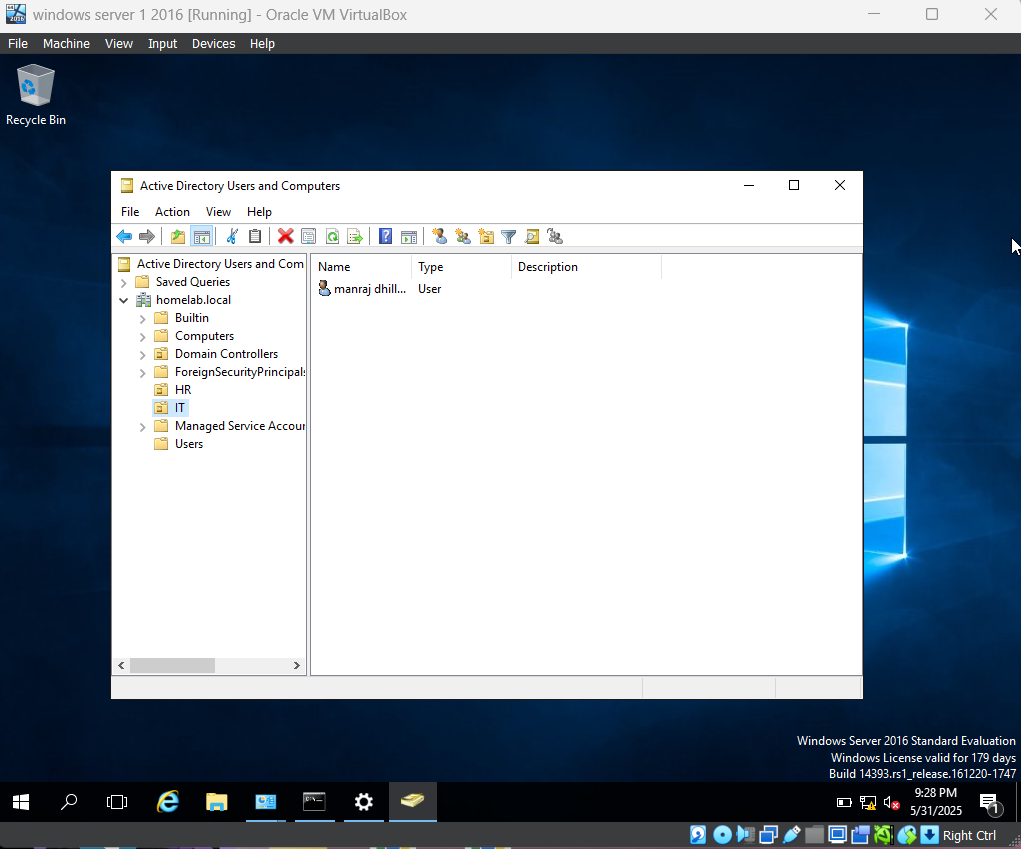 windows server 1 2016 [Running] - Oracle VM VirtualBox
File Machine View Input Devices Help
Recycle Bin
Active Directory Users and Computers
File Action View Help
Active Directory Users and Com
Name Type Description
Saved Queries
manraj dhill... User
homelab.local
Builtin
Computers
Domain Controllers
ForeignSecurityPrincipals
HR
IT
Managed Service Accour
Users
Windows Server 2016 Standard Evaluation
Windows License valid for 179 days
Build 14393.rs1_release.161220-1747
9:28 PM
5/31/2025
1
Right Ctrl